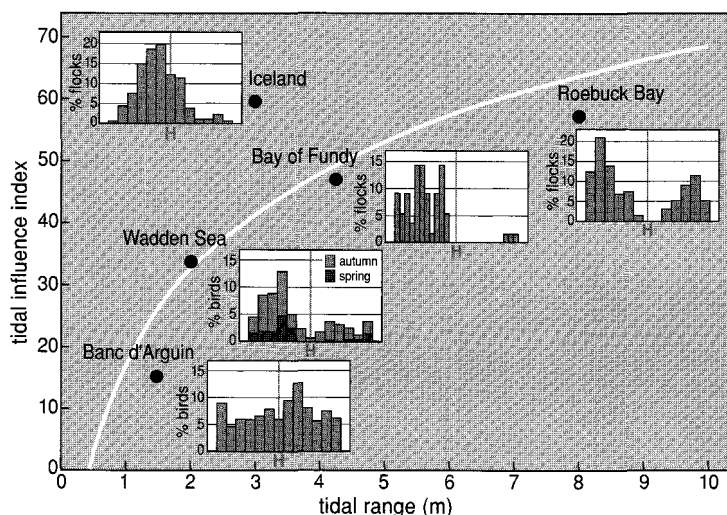 tidal influence index
70
60
50
40
30
20
10
0
0 1 2 3 4 5 6 7 8 9 10
tidal range (m)
Iceland
% flocks
20
15
10
5
0
H
Roebuck Bay
% flocks
20
15
10
5
0
H
Bay of Fundy
% flocks
15
10
5
0
H
Wadden Sea
% birds
15
10
5
0
autumn
spring
H
Banc d'Arguin
% birds
15
10
5
0
H